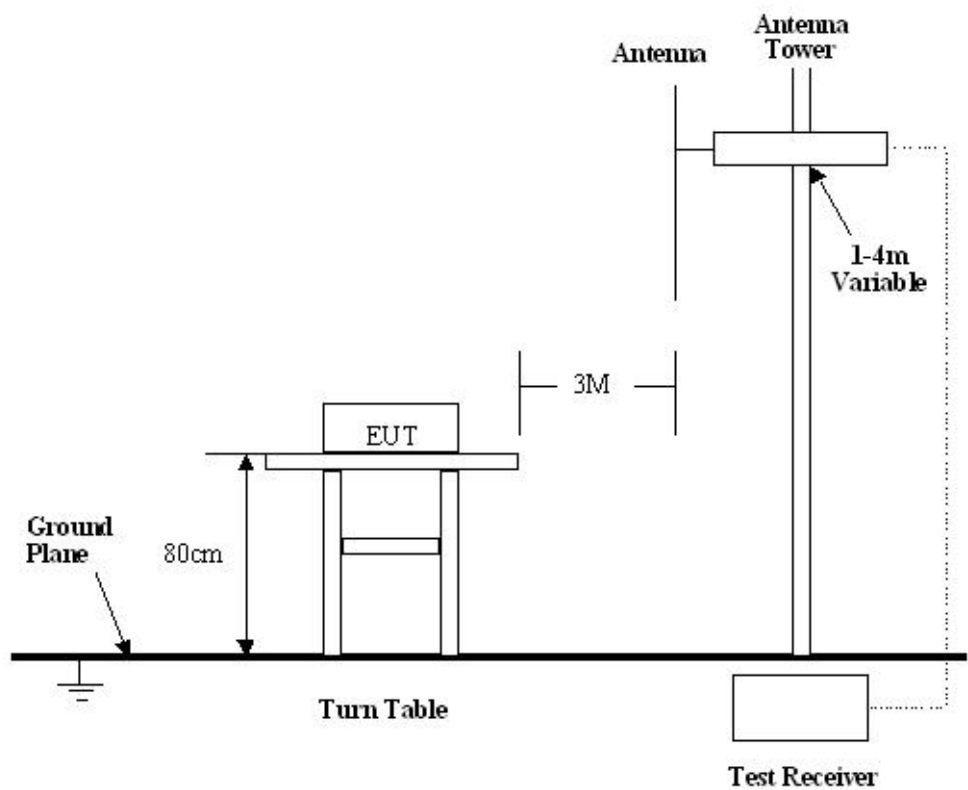 Antenna
Tower
Antenna
1-4m
Variable
3M
EUT
Ground
Plane
80cm
Turn Table
Test Receiver